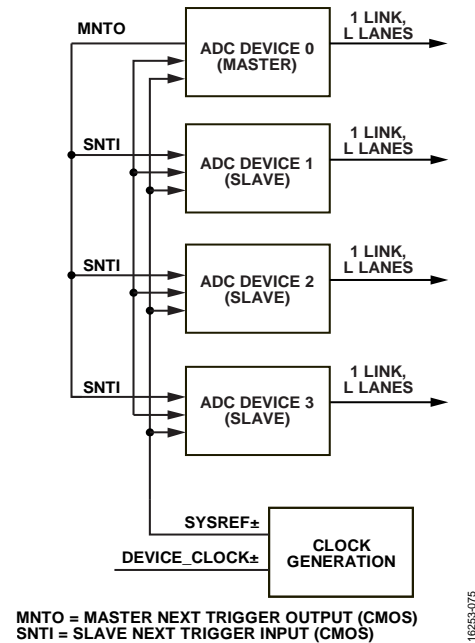 MNTO
ADC DEVICE 0
(MASTER)
1 LINK,
L LANES
SNTI
ADC DEVICE 1
(SLAVE)
1 LINK,
L LANES
SNTI
ADC DEVICE 2
(SLAVE)
1 LINK,
L LANES
SNTI
ADC DEVICE 3
(SLAVE)
1 LINK,
L LANES
SYSREF±
DEVICE_CLOCK±
CLOCK
GENERATION
MNTO = MASTER NEXT TRIGGER OUTPUT (CMOS)
SNTI = SLAVE NEXT TRIGGER INPUT (CMOS)
16253-075